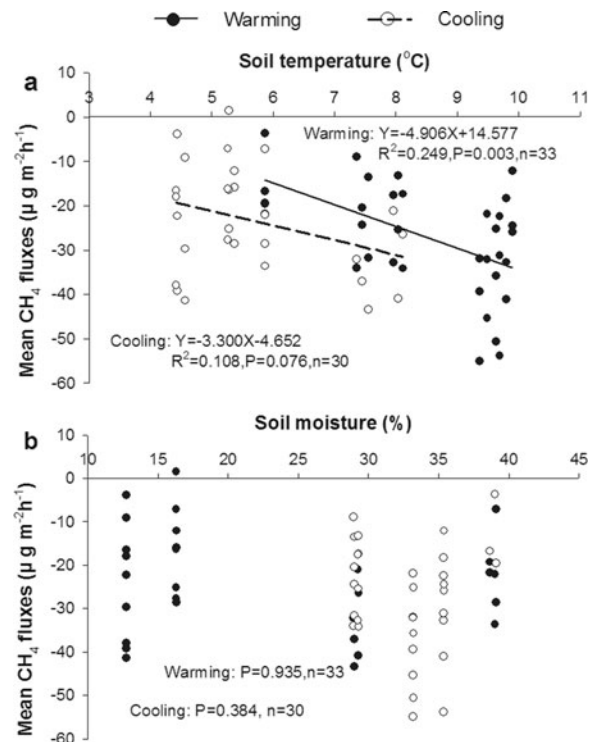 Warming Cooling
a
Soil temperature (°C)
3 4 5 6 7 8 9 10 11
10
0
-10
-20
-30
-40
-50
-60
Mean CH4 fluxes (µ g m-2h-1)
Warming: Y=-4.906X+14.577
R2=0.249,P=0.003,n=33
Cooling: Y=-3.300X-4.652
R2=0.108,P=0.076,n=30
b
Soil moisture (%)
10 15 20 25 30 35 40 45
10
0
-10
-20
-30
-40
-50
-60
Mean CH4 fluxes (µ g m-2h-1)
Warming: P=0.935,n=33
Cooling: P=0.384, n=30